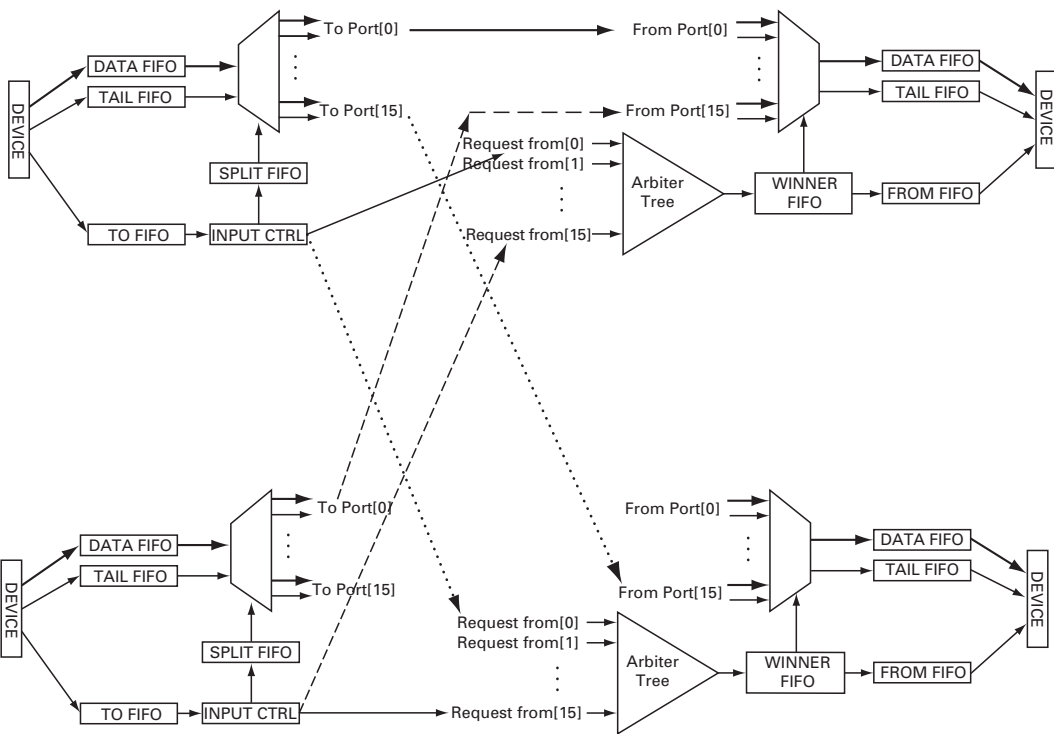 To Port[0]
From Port[0]
DATA FIFO
DATA FIFO
TAIL FIFO
TAIL FIFO
DEVICE
DEVICE
To Port[15]
From Port[15]
Request from[0]
Request from[1]
SPLIT FIFO
Arbiter
Tree
WINNER
FIFO
FROM FIFO
TO FIFO
INPUT CTRL
Request from[15]
To Port[0]
From Port[0]
DATA FIFO
DATA FIFO
TAIL FIFO
TAIL FIFO
DEVICE
DEVICE
To Port[15]
From Port[15]
Request from[0]
Request from[1]
SPLIT FIFO
Arbiter
Tree
WINNER
FIFO
FROM FIFO
TO FIFO
INPUT CTRL
Request from[15]